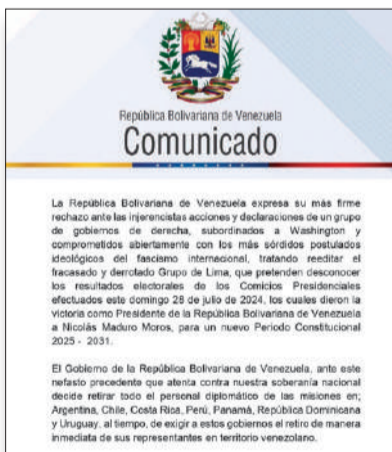 República Bolivariana de Venezuela
Comunicado
La República Bolivariana de Venezuela expresa su más firme
rechazo ante las injerencistas acciones y declaraciones de un grupo
de gobiernos de derecha, subordinados a Washington y
comprometidos abiertamente con los más sórdidos postulados
ideológicos del fascismo internacional, tratando reeditar el
fracasado y derrotado Grupo de Lima, que pretenden desconocer
los resultados electorales de los Comicios Presidenciales
efectuados este domingo 28 de julio de 2024, los cuales dieron la
victoria como Presidente de la República Bolivariana de Venezuela
a Nicolás Maduro Moros, para un nuevo Periodo Constitucional
2025 - 2031.
El Gobierno de la República Bolivariana de Venezuela, ante este
nefasto precedente que atenta contra nuestra soberanía nacional
decide retirar todo el personal diplomático de las misiones en;
Argentina, Chile, Costa Rica, Perú, Panamá, República Dominicana
y Uruguay, al tiempo, de exigir a estos gobiernos el retiro de manera
inmediata de sus representantes en territorio venezolano.